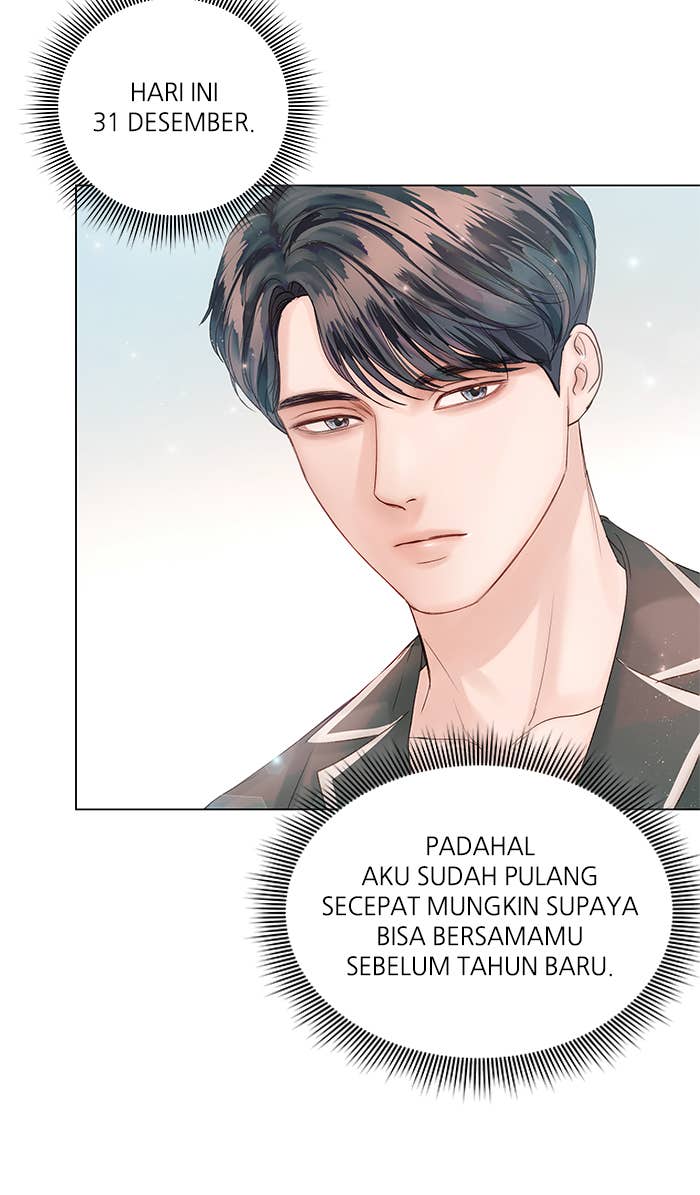 HARI INI
31 DESEMBER.
PADAHAL
AKU SUDAH PULANG
SECEPAT MUNGKIN SUPAYA
BISA BERSAMAMU
SEBELUM TAHUN BARU.